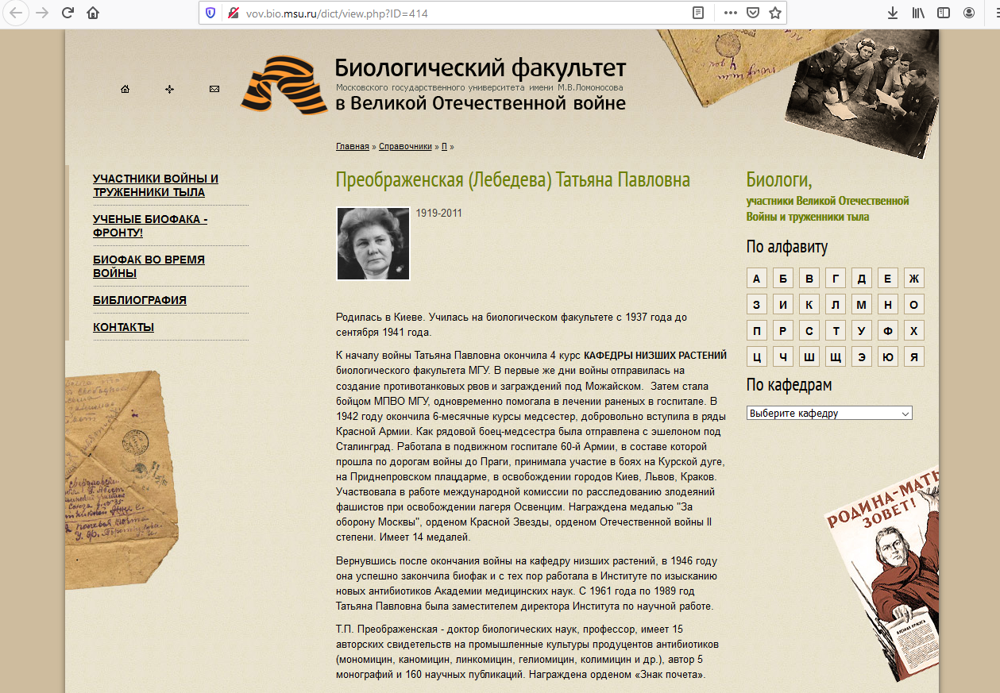 vov.bio.msu.ru/dict/view.php?ID=414
Биологический факультет
Московского государственного университета имени М.В.Ломоносова
в Великой Отечественной войне
Главная » Справочники » П »
УЧАСТНИКИ ВОЙНЫ И
ТРУЖЕННИКИ ТЫЛА
УЧЕНЫЕ БИОФАКА -
ФРОНТУ!
БИОФАК ВО ВРЕМЯ
ВОЙНЫ
БИБЛИОГРАФИЯ
КОНТАКТЫ
Преображенская (Лебедева) Татьяна Павловна
1919-2011
Родилась в Киеве. Училась на биологическом факультете с 1937 года до
сентября 1941 года.
К началу войны Татьяна Павловна окончила 4 курс КАФЕДРЫ НИЗШИХ РАСТЕНИЙ
биологического факультета МГУ. В первые же дни войны отправилась на
создание противотанковых рвов и заграждений под Можайском. Затем стала
бойцом МПВО МГУ, одновременно помогала в лечении раненых в госпитале. В
1942 году окончила 6-месячные курсы медсестер, добровольно вступила в ряды
Красной Армии. Как рядовой боец-медсестра была отправлена с эшелоном под
Сталинград. Работала в подвижном госпитале 60-й Армии, в составе которой
прошла по дорогам войны до Праги, принимала участие в боях на Курской дуге,
на Приднепровском плацдарме, в освобождении городов Киев, Львов, Краков.
Участвовала в работе международной комиссии по расследованию злодеяний
фашистов при освобождении лагеря Освенцим. Награждена медалью "За
оборону Москвы", орденом Красной Звезды, орденом Отечественной войны II
степени. Имеет 14 медалей.
Вернувшись после окончания войны на кафедру низших растений, в 1946 году
она успешно закончила биофак и с тех пор работала в Институте по изысканию
новых антибиотиков Академии медицинских наук. С 1961 года по 1989 год
Татьяна Павловна была заместителем директора Института по научной работе.
Т.П. Преображенская - доктор биологических наук, профессор, имеет 15
авторских свидетельств на промышленные культуры продуцентов антибиотиков
(мономицин, каномицин, линкомицин, гелиомицин, колимицин и др.), автор 5
монографий и 160 научных публикаций. Награждена орденом «Знак почета».
Биологи,
участники Великой Отечественной
Войны и труженники тыла
По алфавиту
А Б В Г Д Е Ж
З И К Л М Н О
П Р С Т У Ф Х
Ц Ч Ш Щ Э Ю Я
По кафедрам
Выберите кафедру
РОДИНА-МАТЬ
ЗОВЕТ!